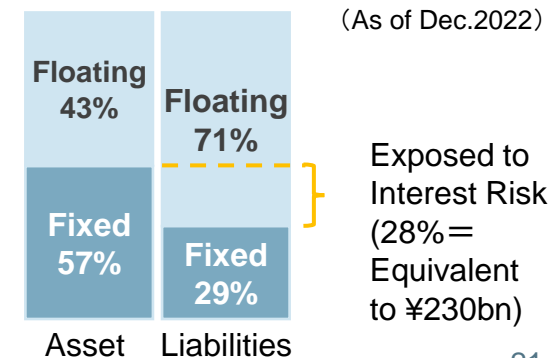 （As of Dec.2022）
Floating
43%
Floating
71%
Fixed
57%
Fixed
29%
Exposed to
Interest Risk
(28%＝
Equivalent
to ¥230bn)
Asset
Liabilities